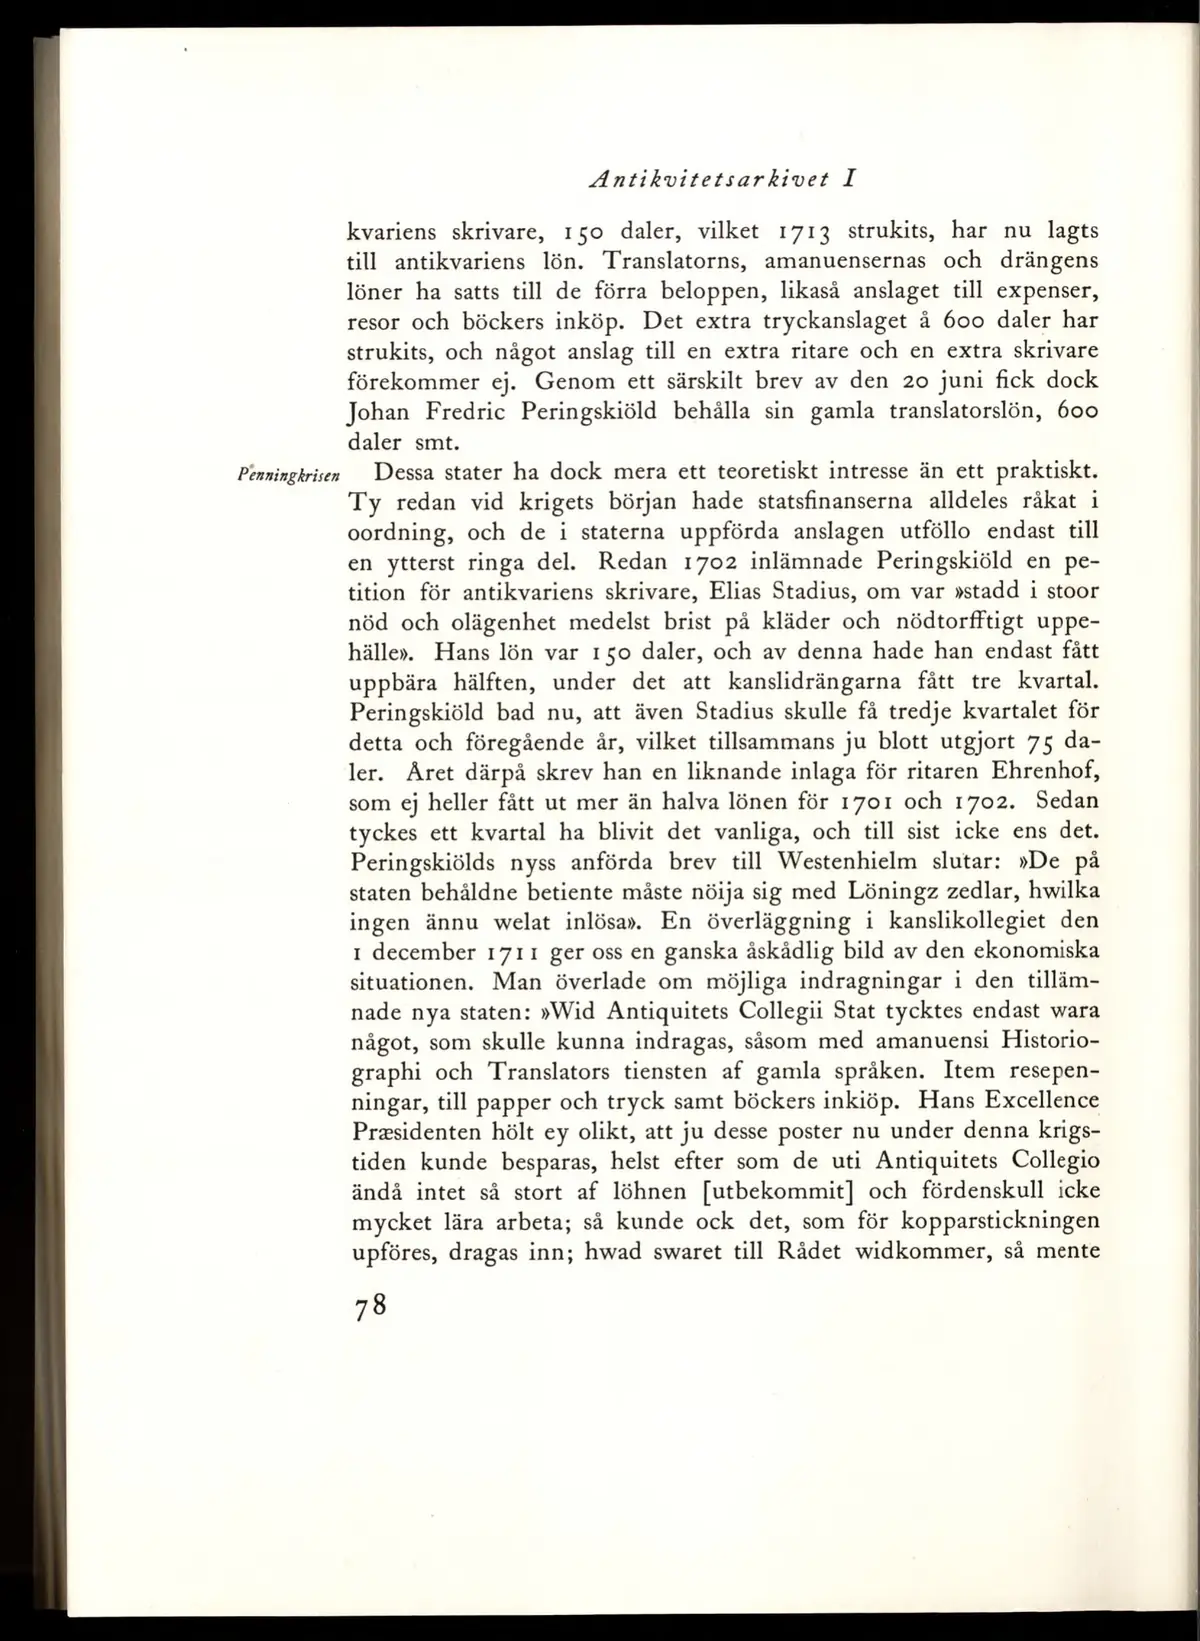 Antikvitetsarkivet I
kvariens skrivare, 150 daler, vilket 1713 strukits, har nu lagts
till antikvariens lön. Translatorns, amanuensernas och drängens
löner ha satts till de förra beloppen, likaså anslaget till expenser,
resor och böckers inköp. Det extra tryckanslaget å 600 daler har
strukits, och något anslag till en extra ritare och en extra skrivare
förekommer ej. Genom ett särskilt brev av den 20 juni fick dock
Johan Fredric Peringskiöld behålla sin gamla translatorslön, 600
daler smt.
Penningkrisen
Dessa stater ha dock mera ett teoretiskt intresse än ett praktiskt.
Ty redan vid krigets början hade statsfinanserna alldeles råkat i
oordning, och de i staterna uppförda anslagen utföllo endast till
en ytterst ringa del. Redan 1702 inlämnade Peringskiöld en pe-
tition för antikvariens skrivare, Elias Stadius, om var »stadd i stoor
nöd och olägenhet medelst brist på kläder och nödtorfftigt uppe-
hälle». Hans lön var 150 daler, och av denna hade han endast fått
uppbära hälften, under det att kanslidrängarna fått tre kvartal.
Peringskiöld bad nu, att även Stadius skulle få tredje kvartalet för
detta och föregående år, vilket tillsammans ju blott utgjort 75 da-
ler. Året därpå skrev han en liknande inlaga för ritaren Ehrenhof,
som ej heller fått ut mer än halva lönen för 1701 och 1702. Sedan
tyckes ett kvartal ha blivit det vanliga, och till sist icke ens det.
Peringskiölds nyss anförda brev till Westenhielm slutar: »De på
staten behåldne betiente måste nöija sig med Löningz zedlar, hwilka
ingen ännu welat inlösa». En överläggning i kanslikollegiet den
1 december 1711 ger oss en ganska åskådlig bild av den ekonomiska
situationen. Man överlade om möjliga indragningar i den tilläm-
nade nya staten: »Wid Antiquitets Collegii Stat tycktes endast wara
något, som skulle kunna indragas, såsom med amanuensi Historio-
graphi och Translators tiensten af gamla språken. Item resepen-
ningar, till papper och tryck samt böckers inkiöp. Hans Excellence
Præsidenten hölt ey olikt, att ju desse poster nu under denna krigs-
tiden kunde besparas, helst efter som de uti Antiquitets Collegio
ändå intet så stort af löhnen [utbekommit] och fördenskull icke
mycket lära arbeta; så kunde ock det, som för kopparstickningen
upföres, dragas inn; hwad swaret till Rådet widkommer, så mente
78